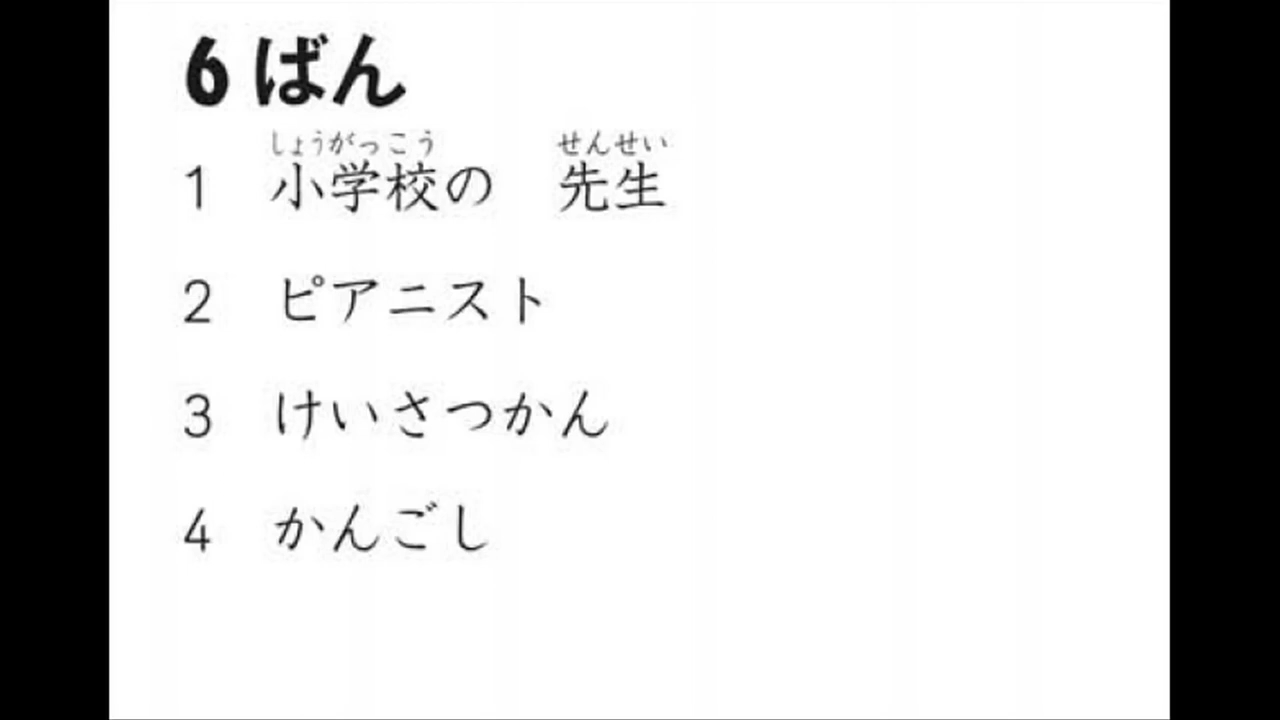 6ばん
しょうがっこう　せんせい
1　小学校の　先生
2　ピアニスト
3　けいさつかん
4　かんごし